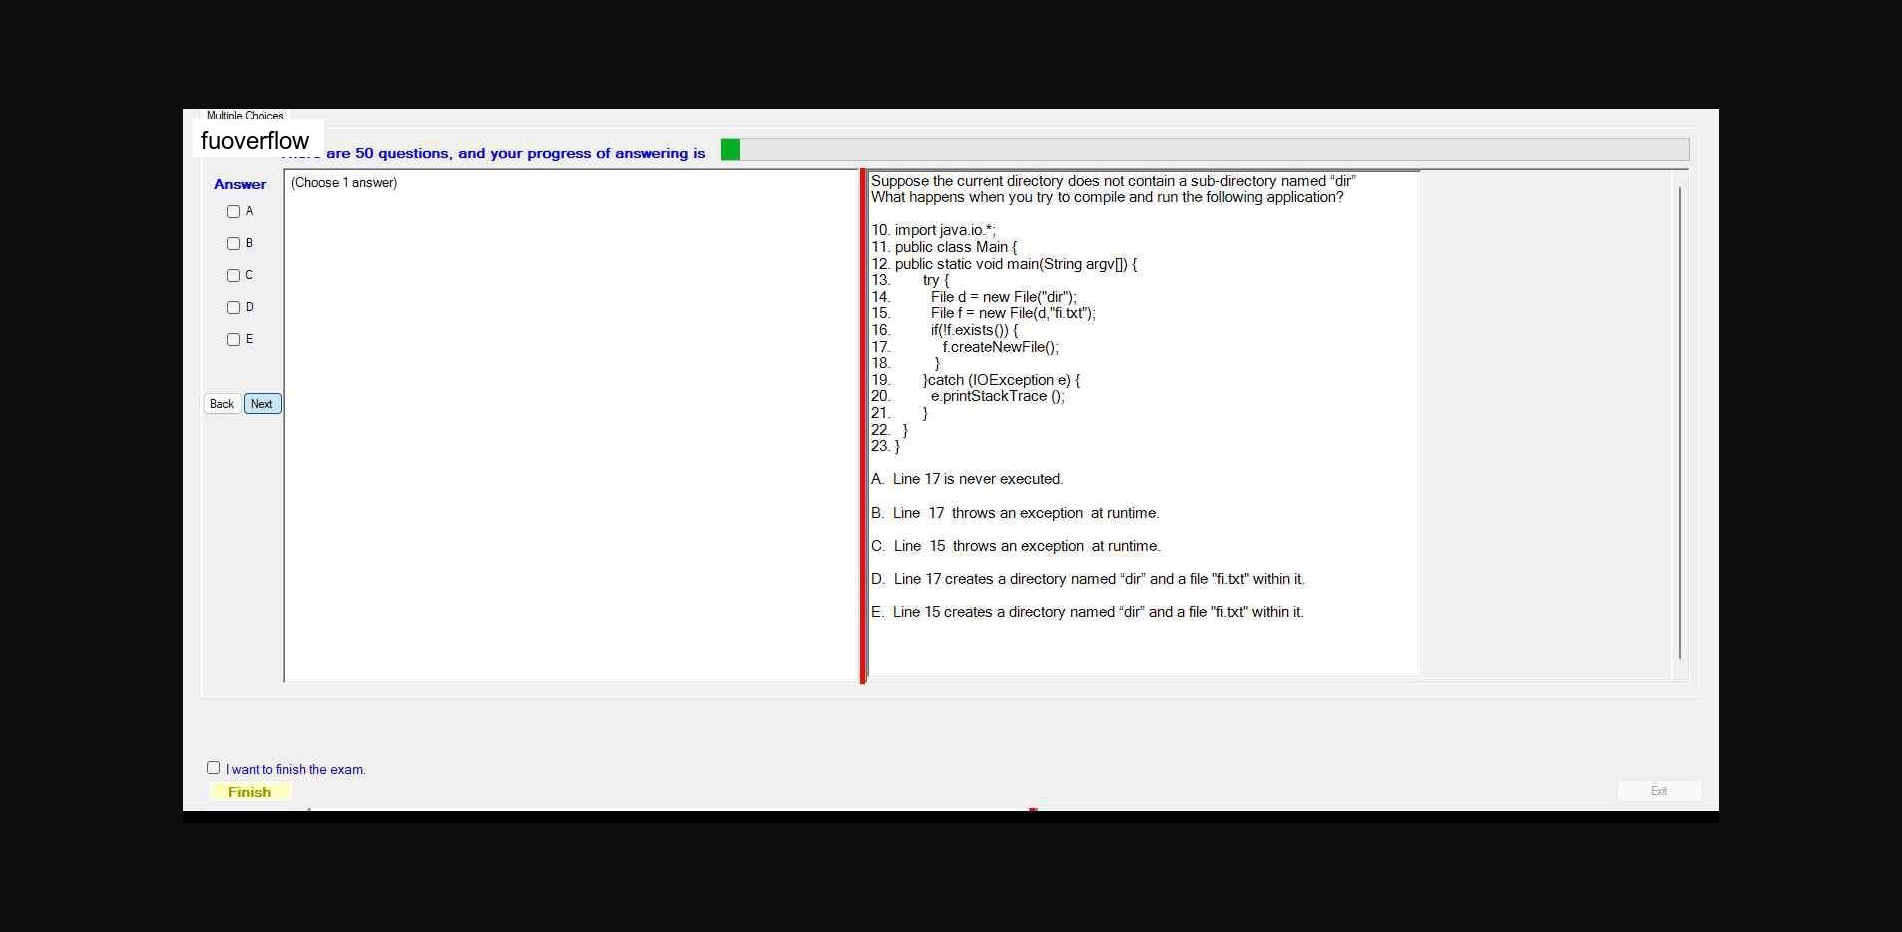 Multiple Choices
fuoverflow
are 50 questions, and your progress of answering is
Answer
(Choose 1 answer)
A
B
C
D
E
Back
Next
Suppose the current directory does not contain a sub-directory named “dir”
What happens when you try to compile and run the following application?
10. import java.io.*;
11. public class Main {
12. public static void main(String argv[]) {
13. try {
14. File d = new File("dir");
15. File f = new File(d,"fi.txt");
16. if(!f.exists()) {
17. f.createNewFile();
18. }
19. }catch (IOException e) {
20. e.printStackTrace ();
21. }
22. }
23. }
A. Line 17 is never executed.
B. Line 17 throws an exception at runtime.
C. Line 15 throws an exception at runtime.
D. Line 17 creates a directory named “dir” and a file "fi.txt" within it.
E. Line 15 creates a directory named “dir” and a file "fi.txt" within it.
I want to finish the exam.
Finish
Exit